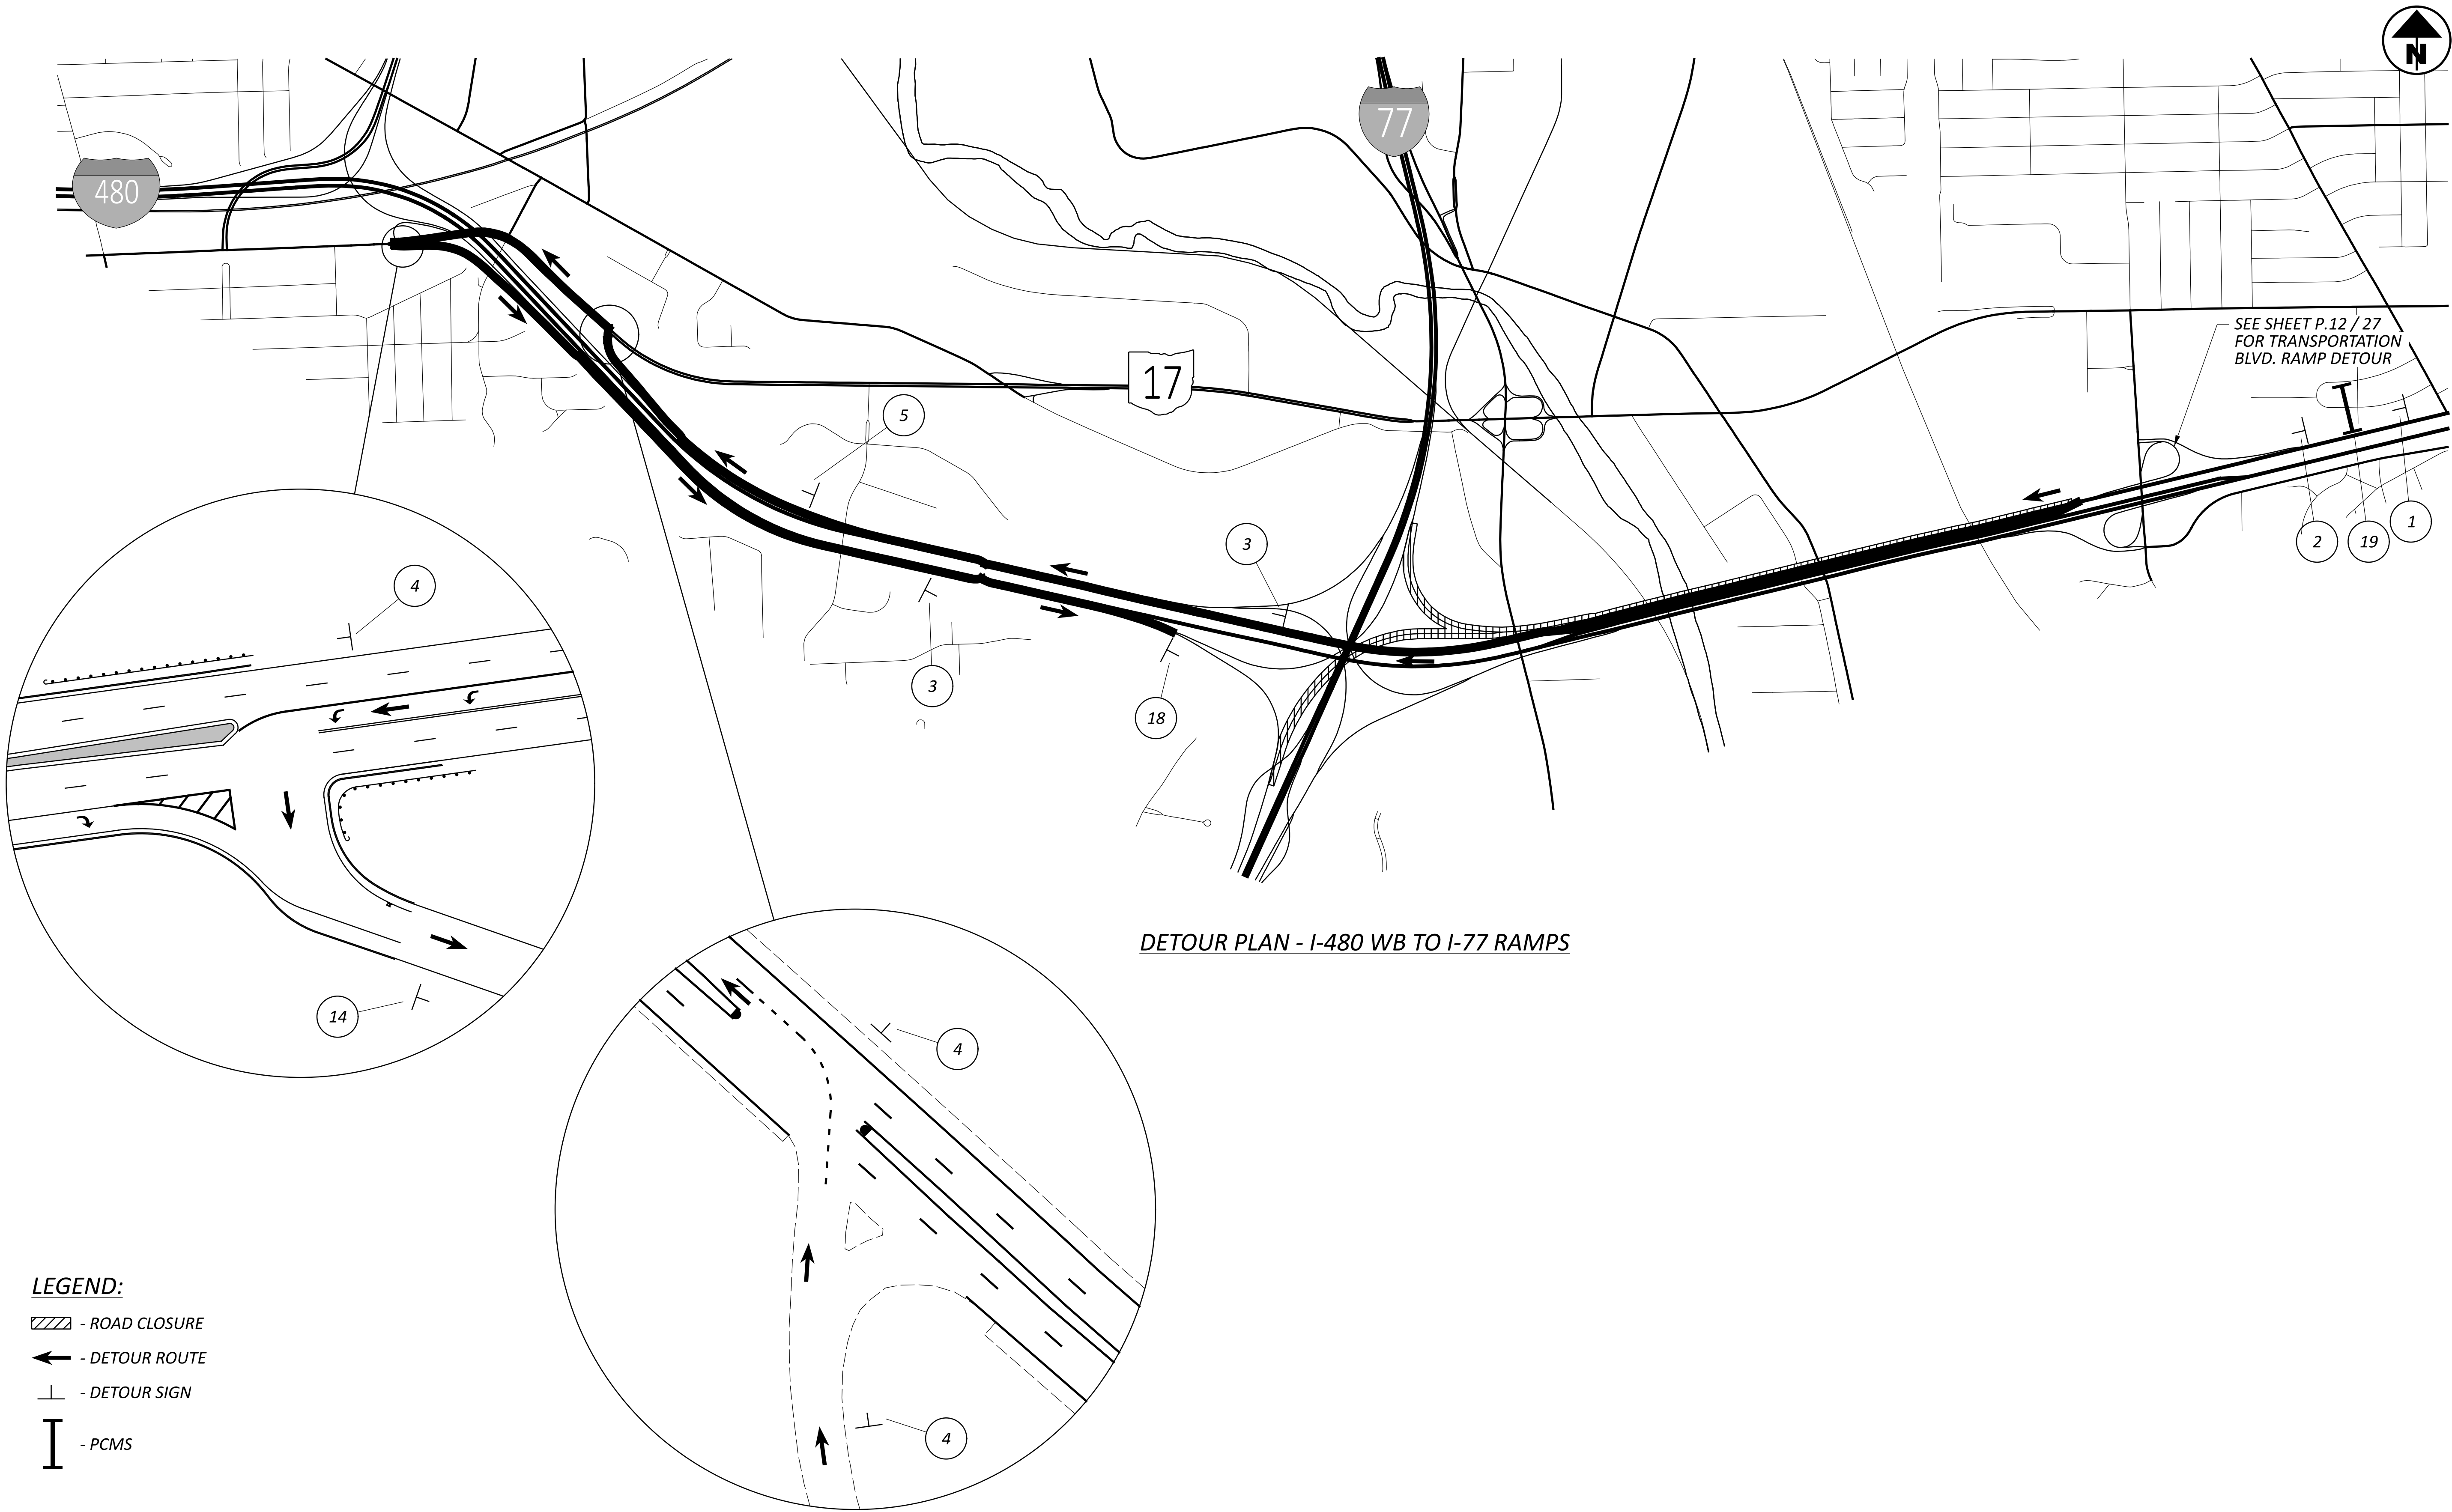 N
77
480
SEE SHEET P.12 / 27
FOR TRANSPORTATION
BLVD. RAMP DETOUR
17
5
1
2
19
3
4
3
18
DETOUR PLAN - I-480 WB TO I-77 RAMPS
14
4
LEGEND:
- ROAD CLOSURE
- DETOUR ROUTE
- DETOUR SIGN
- PCMS
4